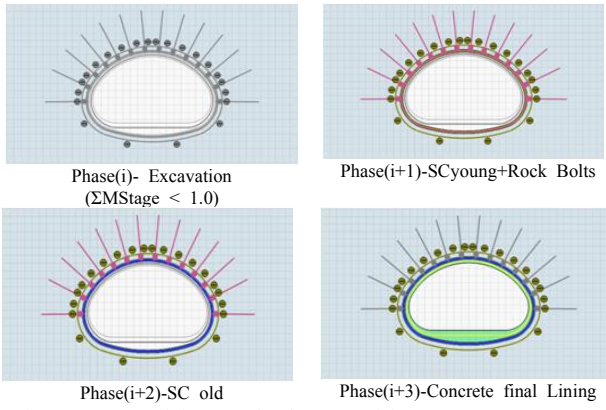 Phase(i)- Excavation
(ΣMStage < 1.0)
Phase(i+1)-SCyoung+Rock Bolts
Phase(i+2)-SC old
Phase(i+3)-Concrete final Lining